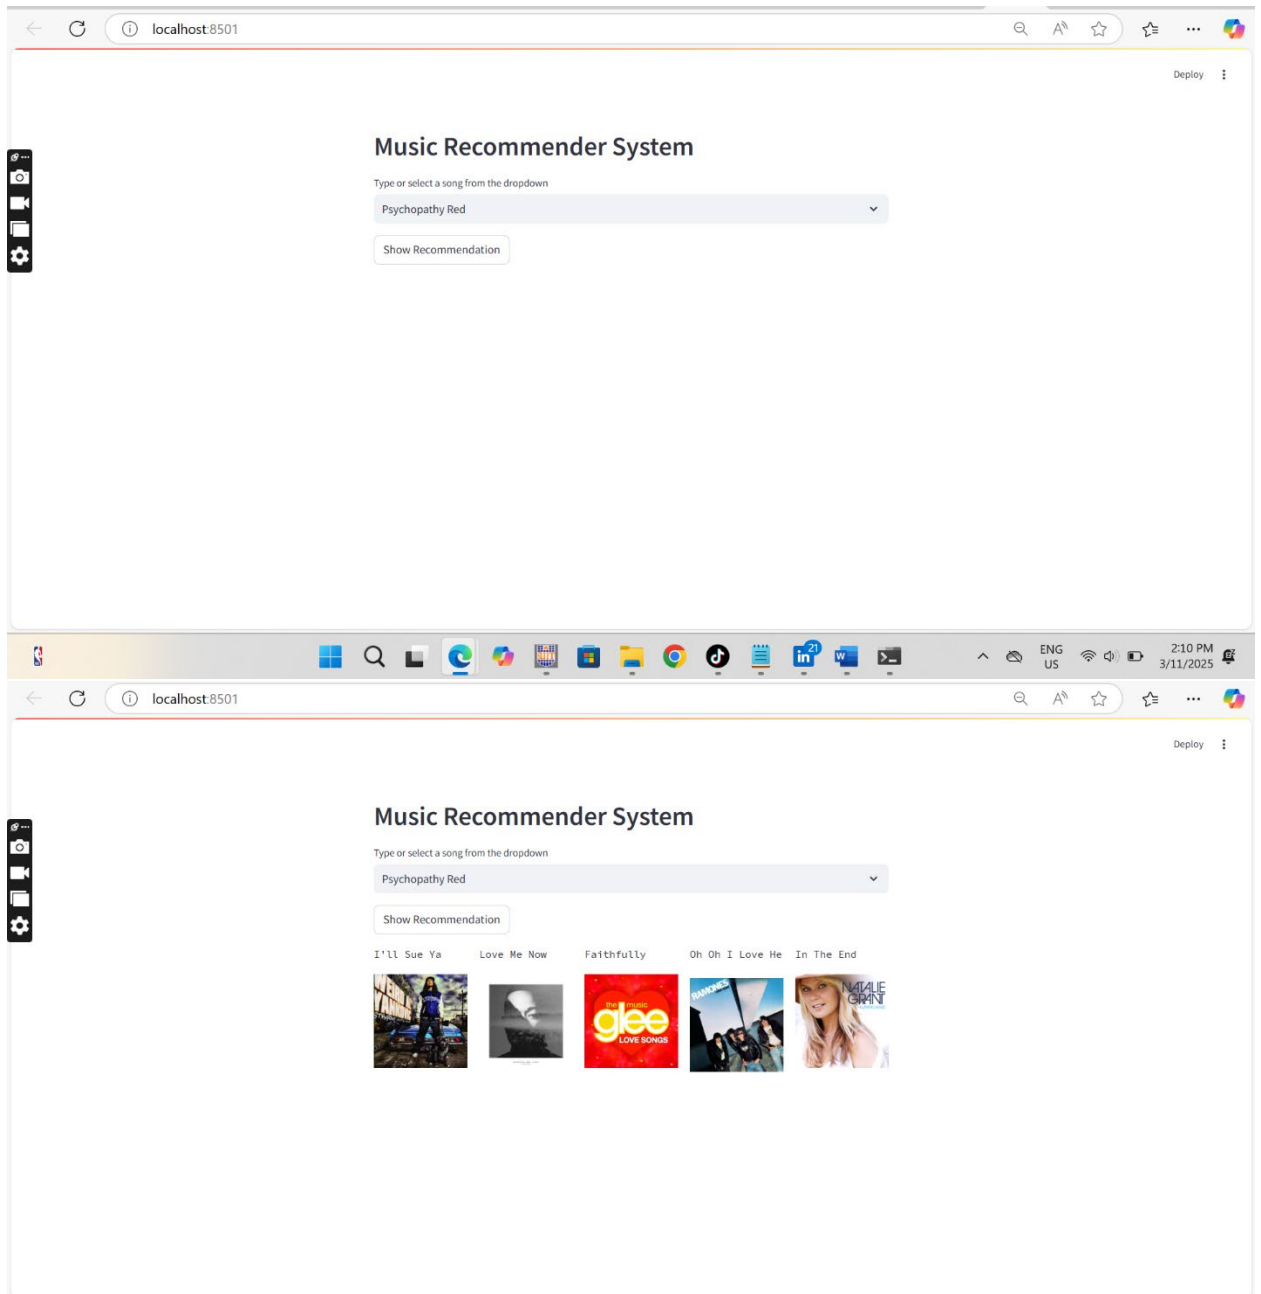 localhost:8501
Deploy
Music Recommender System
Type or select a song from the dropdown
Psychopathy Red
Show Recommendation
ENG
US
2:10 PM
3/11/2025
21
in
W
localhost:8501
Deploy
Music Recommender System
Type or select a song from the dropdown
Psychopathy Red
Show Recommendation
I'll Sue Ya Love Me Now Faithfully Oh Oh I Love He In The End
the music
glee
LOVE SONGS
RAMONES
NATALIE
GRANT